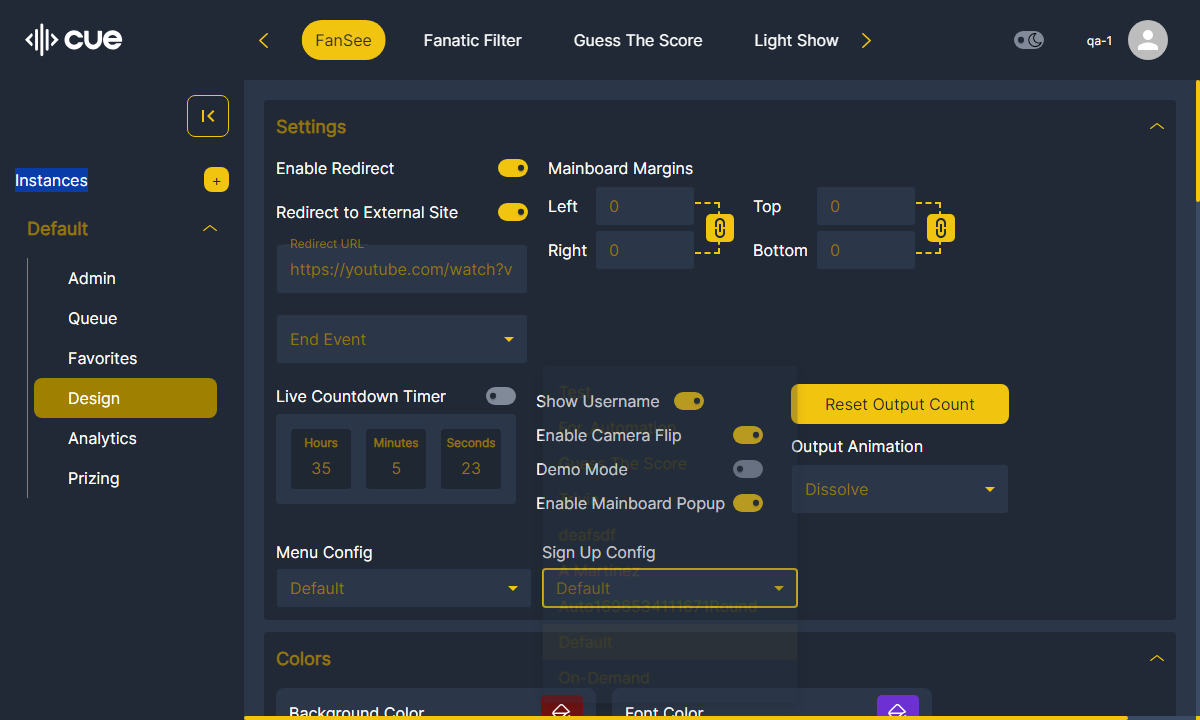 cue
FanSee
Fanatic Filter
Guess The Score
Light Show
qa-1
Instances
+
Default
Admin
Queue
Favorites
Design
Analytics
Prizing
Settings
Enable Redirect
Redirect to External Site
Redirect URL
https://youtube.com/watch?v
End Event
Mainboard Margins
Left
0
Top
0
Right
0
Bottom
0
Live Countdown Timer
Hours
Minutes
Seconds
35
5
23
Show Username
Enable Camera Flip
Demo Mode
Enable Mainboard Popup
Reset Output Count
Output Animation
Dissolve
Menu Config
Default
Sign Up Config
Default
Test
For Automation
Guess The Score
deafsdf
A Martinez
Auto1696534111671Round
Default
On-Demand
Colors
Background Color
Font Color